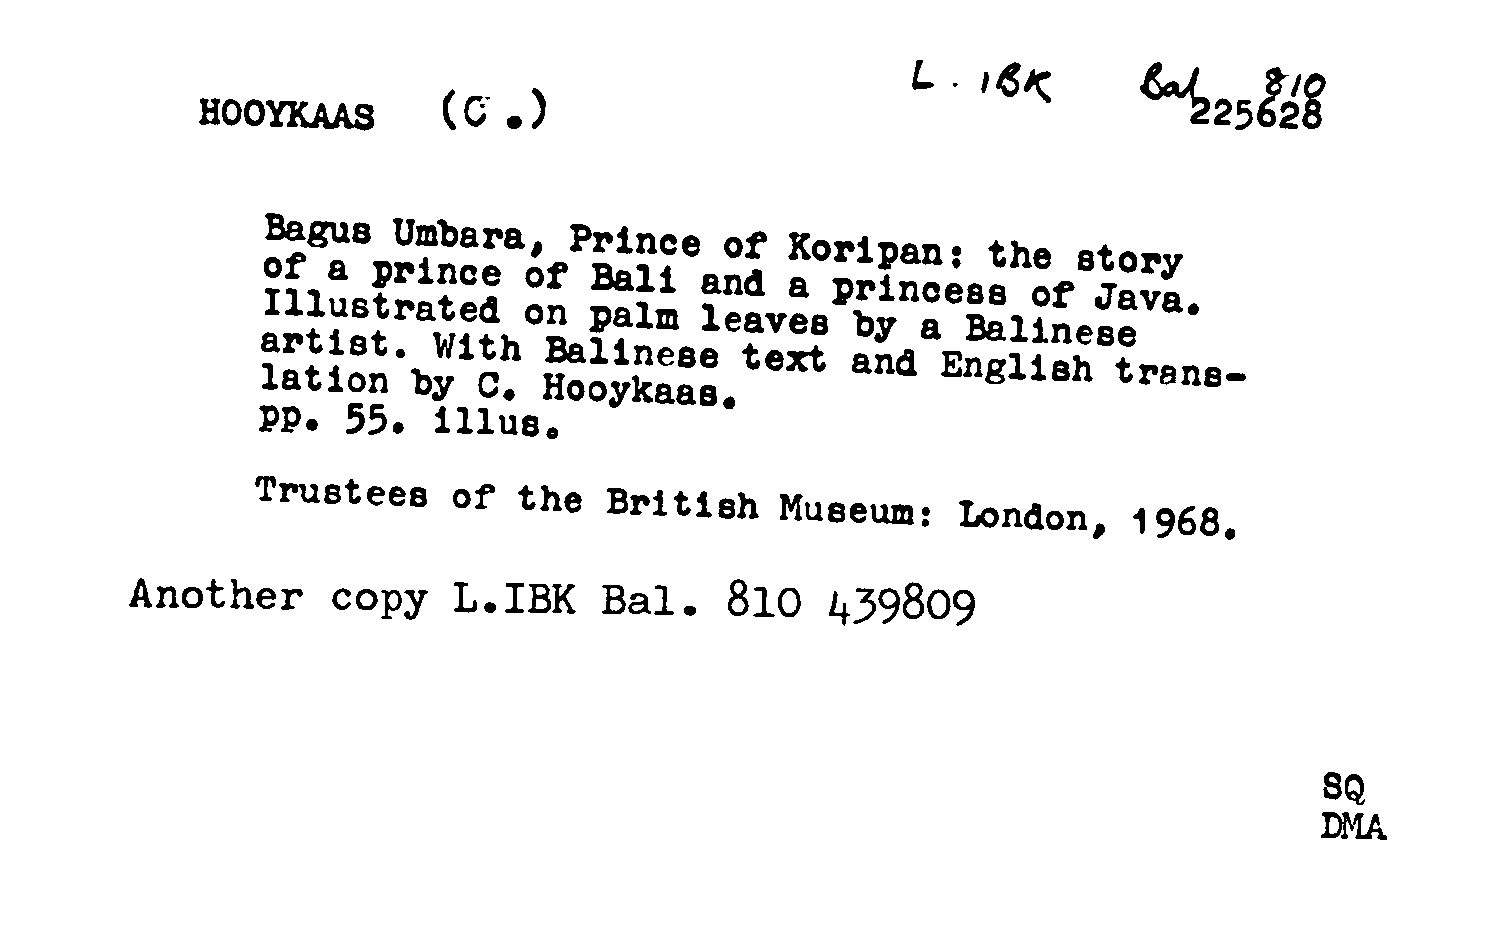 L. IBK Bal 810
HOOYKAAS (C.) 225628
Bagus Umbara, Prince of Koripan: the story
of a prince of Bali and a princess of Java.
Illustrated on palm leaves by a Balinese
artist. With Balinese text and English trans-
lation by C. Hooykaas.
pp. 55. illus.
Trustees of the British Museum: London, 1968.
Another copy L.IBK Bal. 810 439809
SQ
DMA